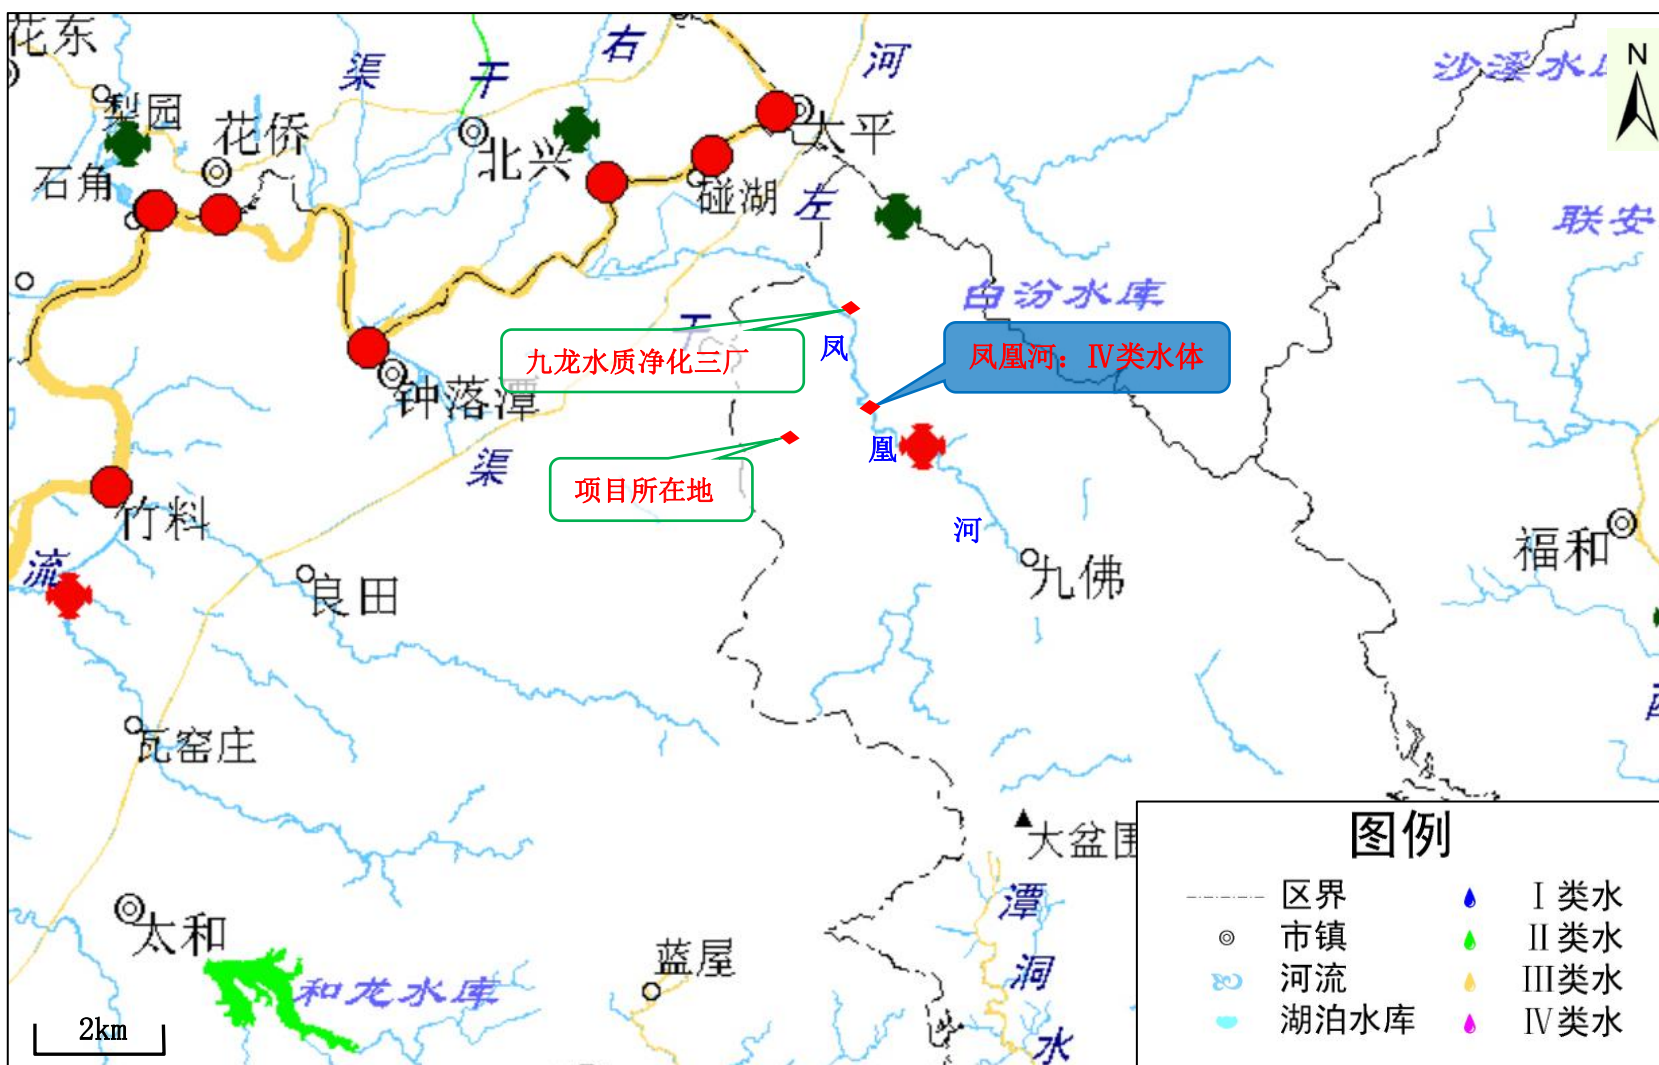 花东
梨园
石角
花侨
渠
干
右
河
北兴
太平
碰湖
左
沙溪水库
N
联安
白汾水库
干
九龙水质净化三厂
凤
凤凰河：Ⅳ类水体
钟落潭
渠
凰
项目所在地
河
竹料
流
良田
九佛
福和
瓦窑庄
大盆围
太和
和龙水库
蓝屋
潭
洞
水
2km
图例
区界
Ⅰ类水
市镇
Ⅱ类水
河流
Ⅲ类水
湖泊水库
Ⅳ类水